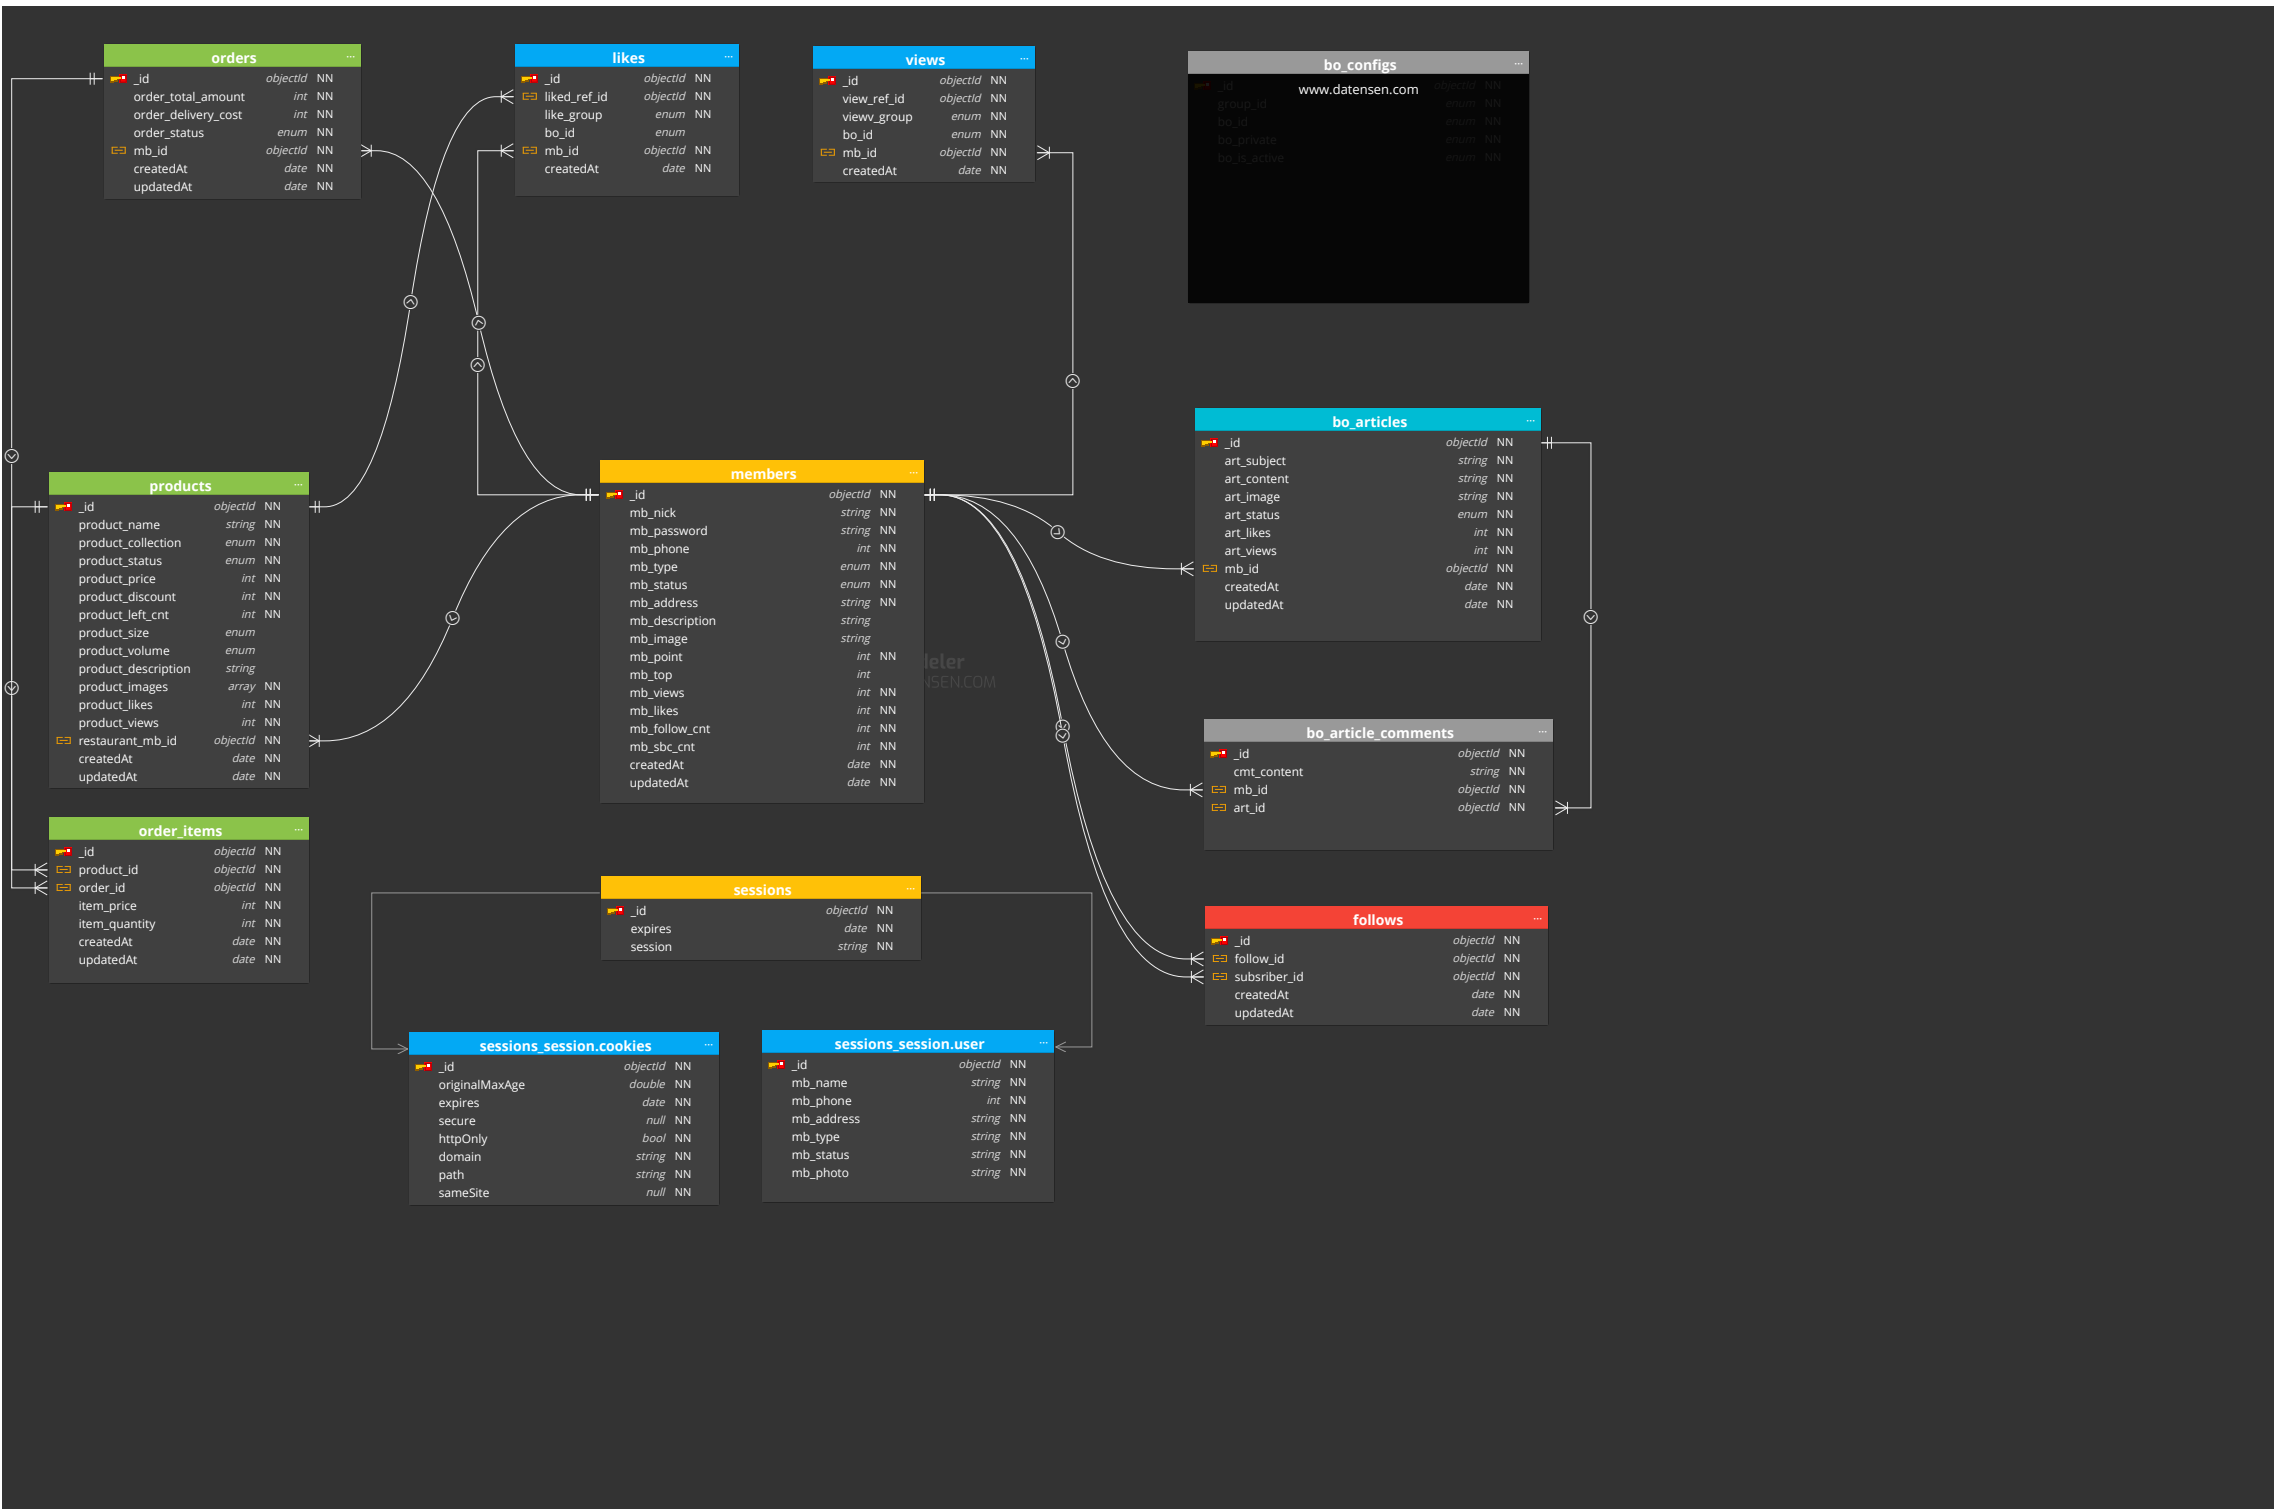 orders ...
_id objectId NN
order_total_amount int NN
order_delivery_cost int NN
order_status enum NN
mb_id objectId NN
createdAt date NN
updatedAt date NN
likes ...
_id objectId NN
liked_ref_id objectId NN
like_group enum NN
bo_id enum
mb_id objectId NN
createdAt date NN
views ...
_id objectId NN
view_ref_id objectId NN
viewv_group enum NN
bo_id enum NN
mb_id objectId NN
createdAt date NN
bo_configs ...
www.datensen.com
_id objectId NN
group_id enum NN
bo_id enum NN
bo_private enum NN
bo_is_active enum NN
products ...
_id objectId NN
product_name string NN
product_collection enum NN
product_status enum NN
product_price int NN
product_discount int NN
product_left_cnt int NN
product_size enum
product_volume enum
product_description string
product_images array NN
product_likes int NN
product_views int NN
restaurant_mb_id objectId NN
createdAt date NN
updatedAt date NN
members ...
_id objectId NN
mb_nick string NN
mb_password string NN
mb_phone int NN
mb_type enum NN
mb_status enum NN
mb_address string NN
mb_description string
mb_image string
mb_point int NN
mb_top int
mb_views int NN
mb_likes int NN
mb_follow_cnt int NN
mb_sbc_cnt int NN
createdAt date NN
updatedAt date NN
bo_articles ...
_id objectId NN
art_subject string NN
art_content string NN
art_image string NN
art_status enum NN
art_likes int NN
art_views int NN
mb_id objectId NN
createdAt date NN
updatedAt date NN
bo_article_comments ...
_id objectId NN
cmt_content string NN
mb_id objectId NN
art_id objectId NN
order_items ...
_id objectId NN
product_id objectId NN
order_id objectId NN
item_price int NN
item_quantity int NN
createdAt date NN
updatedAt date NN
sessions ...
_id objectId NN
expires date NN
session string NN
follows ...
_id objectId NN
follow_id objectId NN
subsriber_id objectId NN
createdAt date NN
updatedAt date NN
sessions_session.cookies ...
_id objectId NN
originalMaxAge double NN
expires date NN
secure null NN
httpOnly bool NN
domain string NN
path string NN
sameSite null NN
sessions_session.user ...
_id objectId NN
mb_name string NN
mb_phone int NN
mb_address string NN
mb_type string NN
mb_status string NN
mb_photo string NN